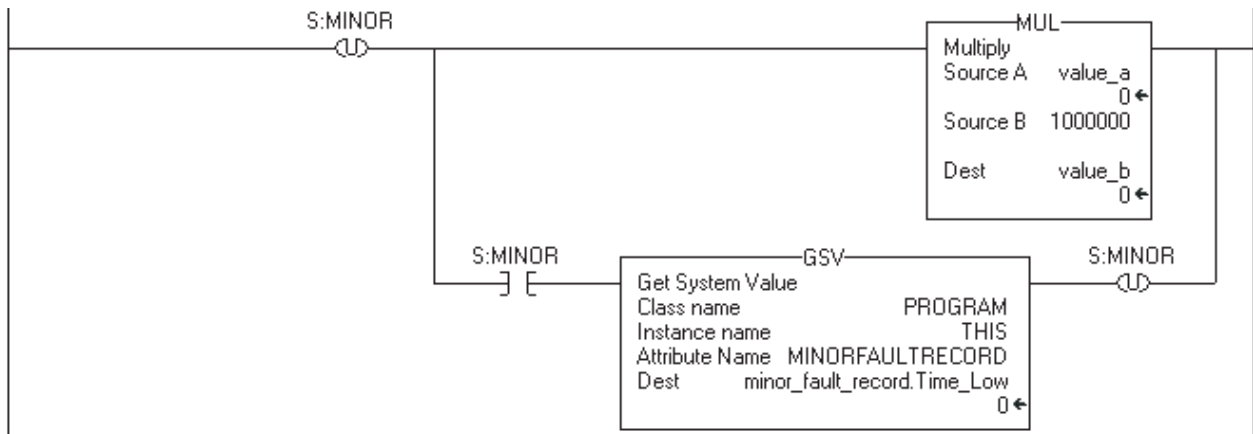 S:MINOR
U
MUL
Multiply
Source A value_a
0
Source B 1000000
Dest value_b
0
S:MINOR
GSV
Get System Value
Class name PROGRAM
Instance name THIS
Attribute Name MINORFAULTRECORD
Dest minor_fault_record.Time_Low
0
S:MINOR
U